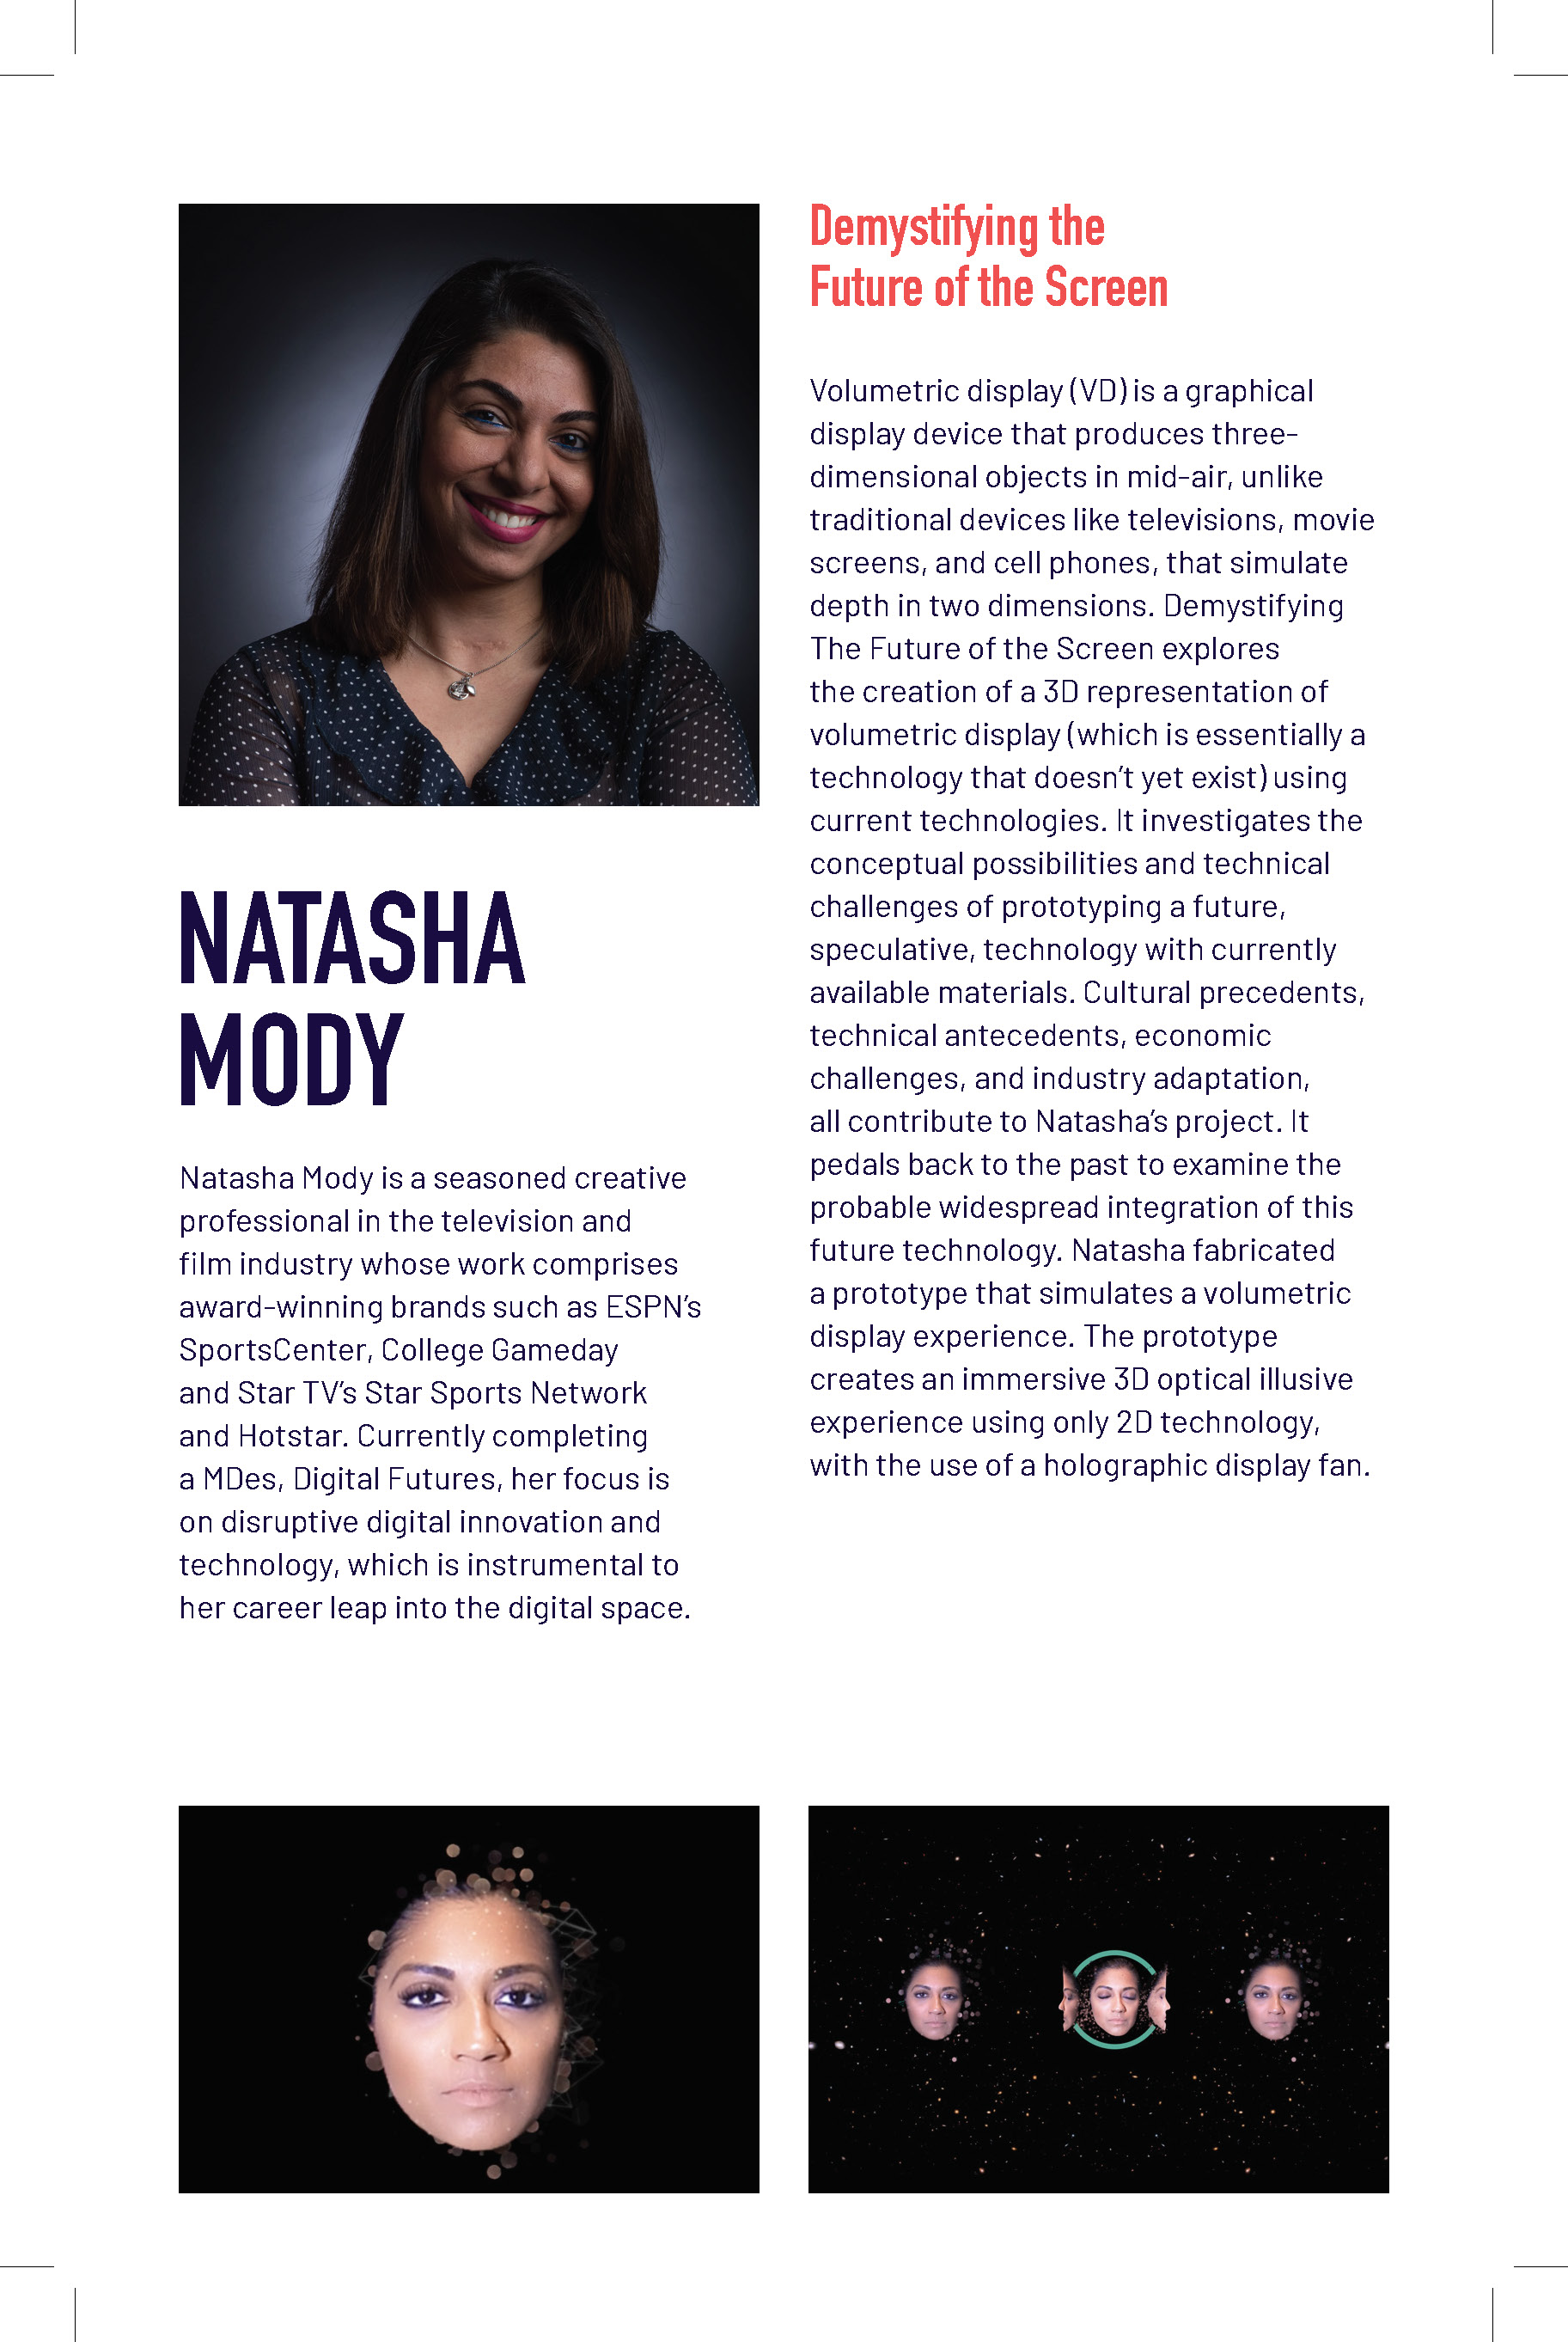 NATASHA
MODY
Natasha Mody is a seasoned creative
professional in the television and
film industry whose work comprises
award-winning brands such as ESPN’s
SportsCenter, College Gameday
and Star TV’s Star Sports Network
and Hotstar. Currently completing
a MDes, Digital Futures, her focus is
on disruptive digital innovation and
technology, which is instrumental to
her career leap into the digital space.
Demystifying the
Future of the Screen
Volumetric display (VD) is a graphical
display device that produces three-
dimensional objects in mid-air, unlike
traditional devices like televisions, movie
screens, and cell phones, that simulate
depth in two dimensions. Demystifying
The Future of the Screen explores
the creation of a 3D representation of
volumetric display (which is essentially a
technology that doesn’t yet exist) using
current technologies. It investigates the
conceptual possibilities and technical
challenges of prototyping a future,
speculative, technology with currently
available materials. Cultural precedents,
technical antecedents, economic
challenges, and industry adaptation,
all contribute to Natasha’s project. It
pedals back to the past to examine the
probable widespread integration of this
future technology. Natasha fabricated
a prototype that simulates a volumetric
display experience. The prototype
creates an immersive 3D optical illusive
experience using only 2D technology,
with the use of a holographic display fan.